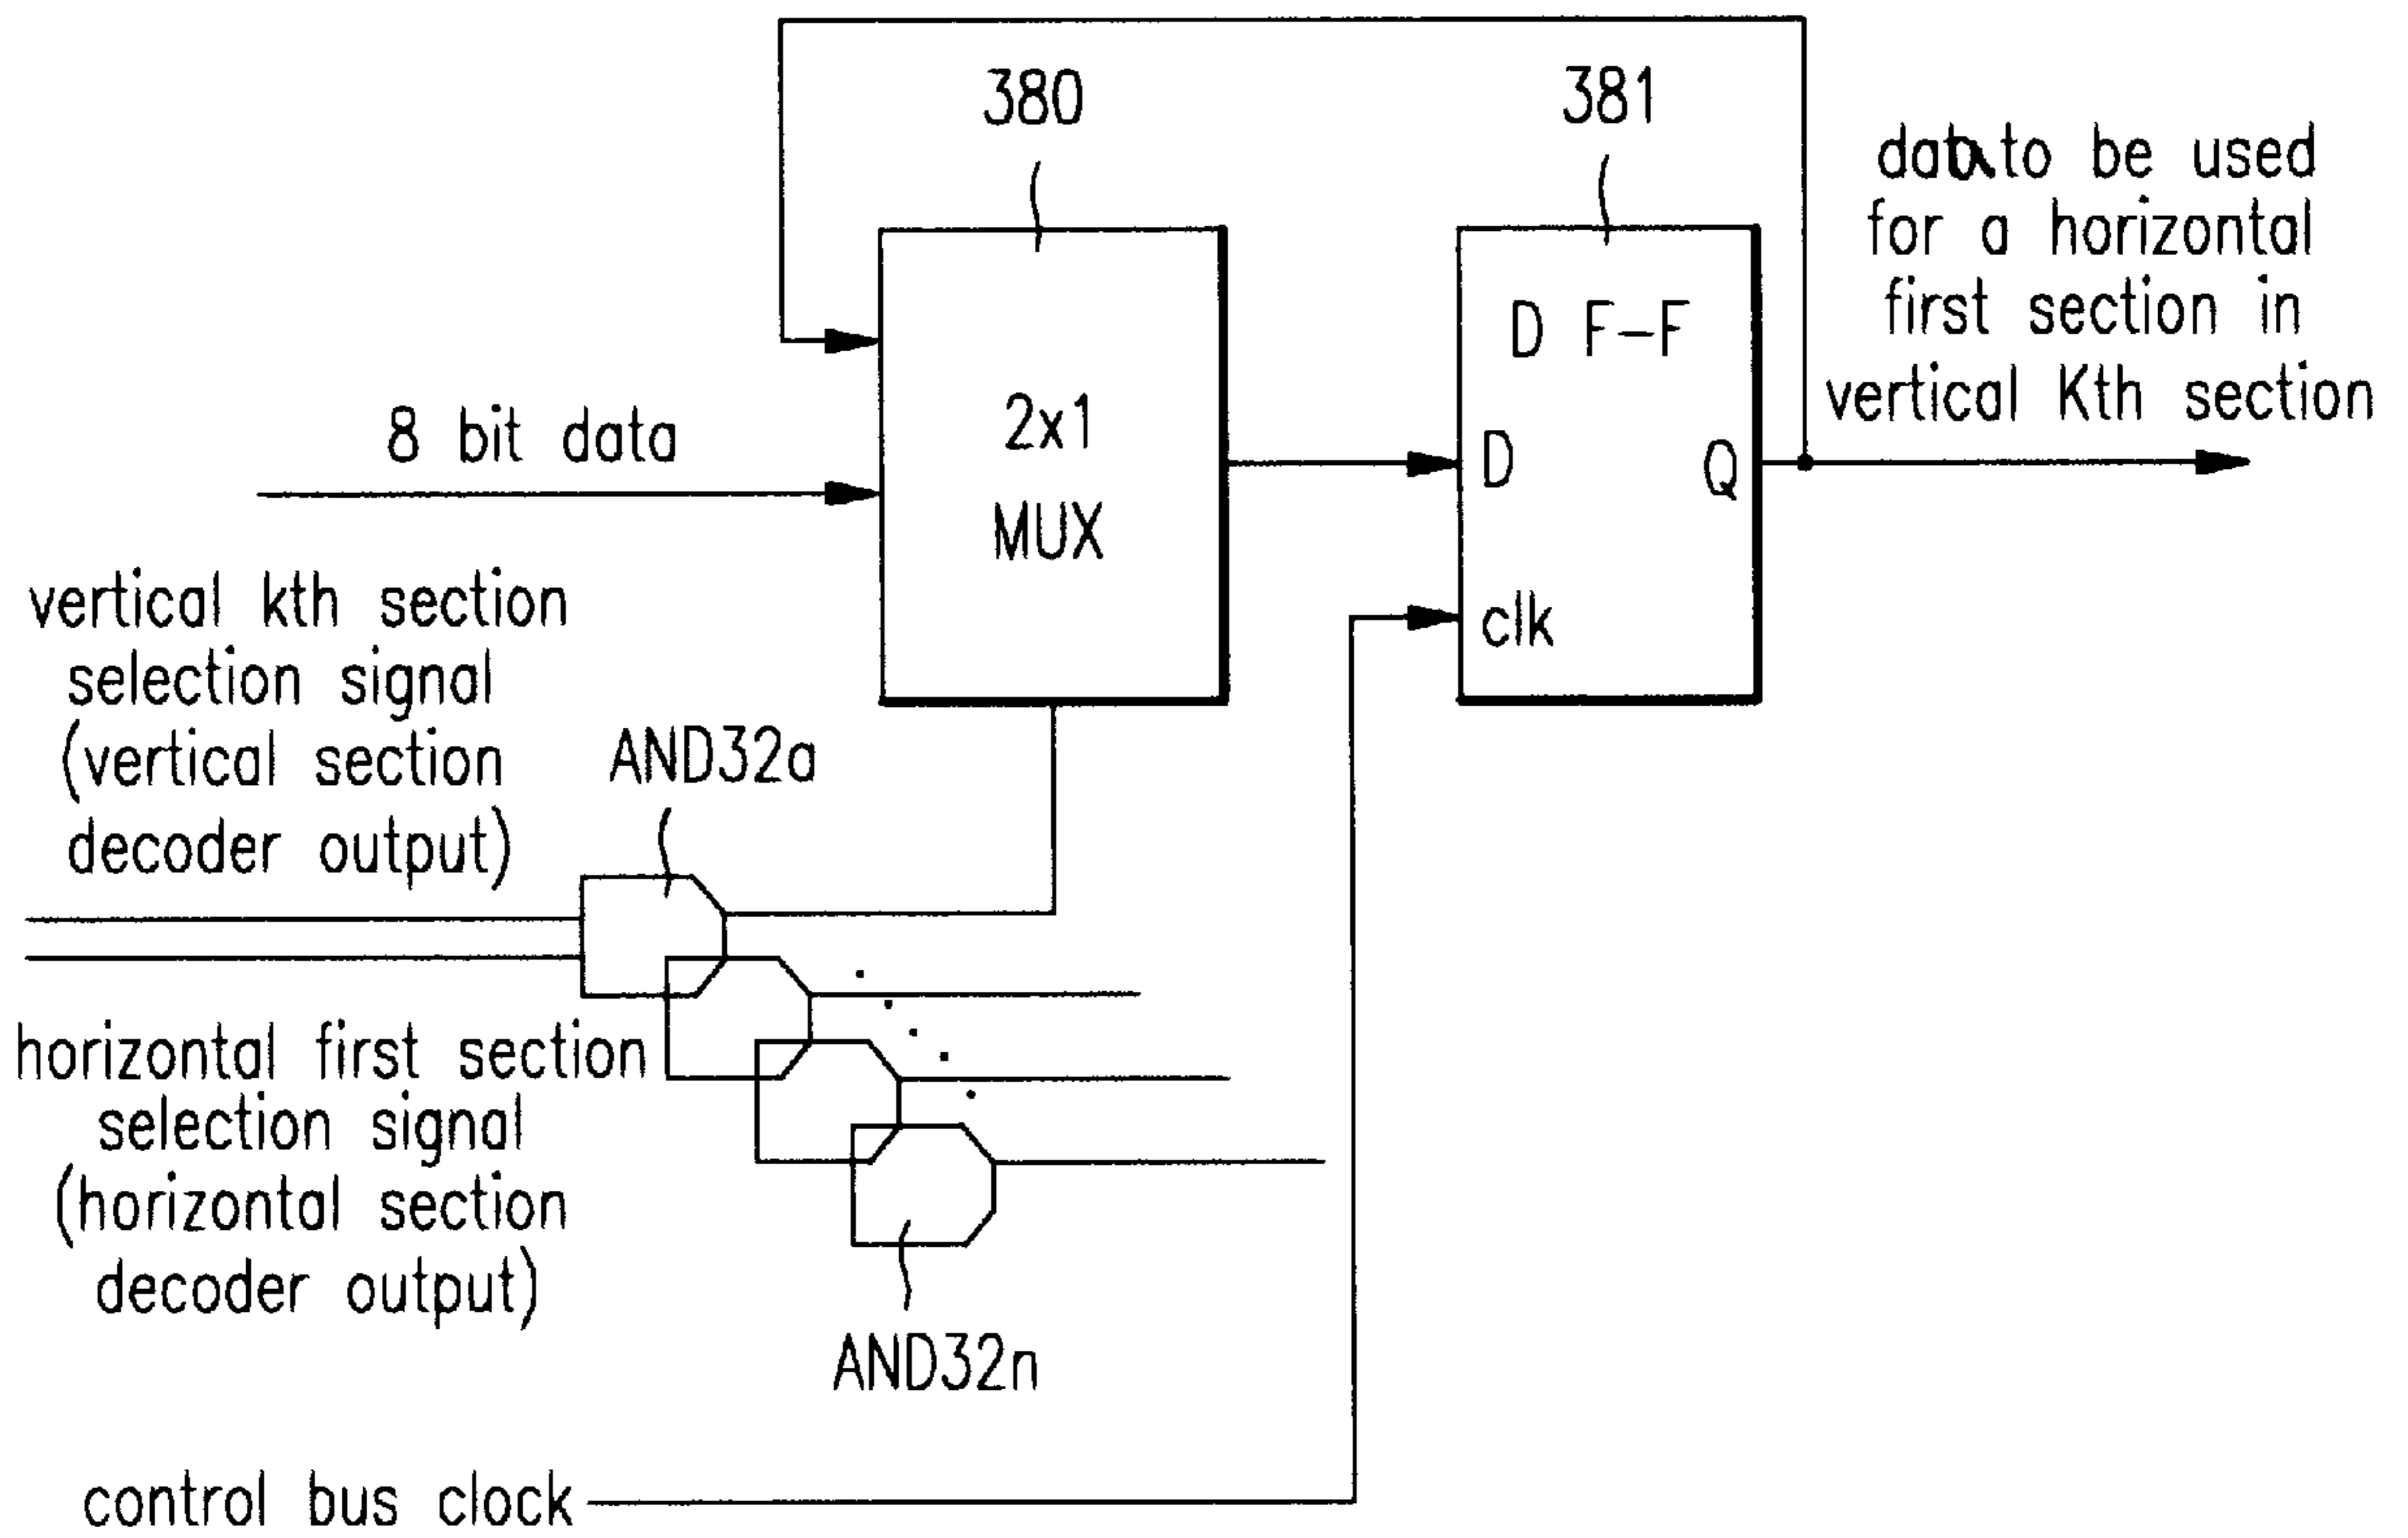 380
381
data to be used
for a horizontal
first section in
vertical Kth section
8 bit data
2x1
MUX
D F-F
D
Q
clk
vertical kth section
selection signal
(vertical section
decoder output)
AND32a
horizontal first section
selection signal
(horizontal section
decoder output)
AND32n
control bus clock